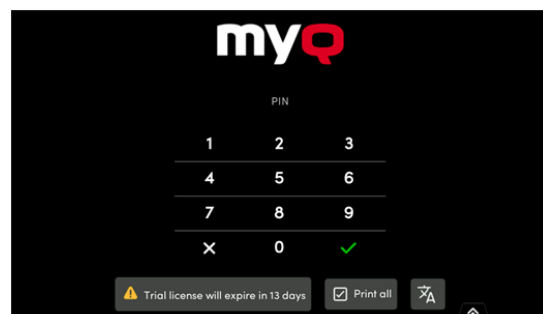 myQ
PIN
1 2 3
4 5 6
7 8 9
0
Trial license will expire in 13 days
Print all